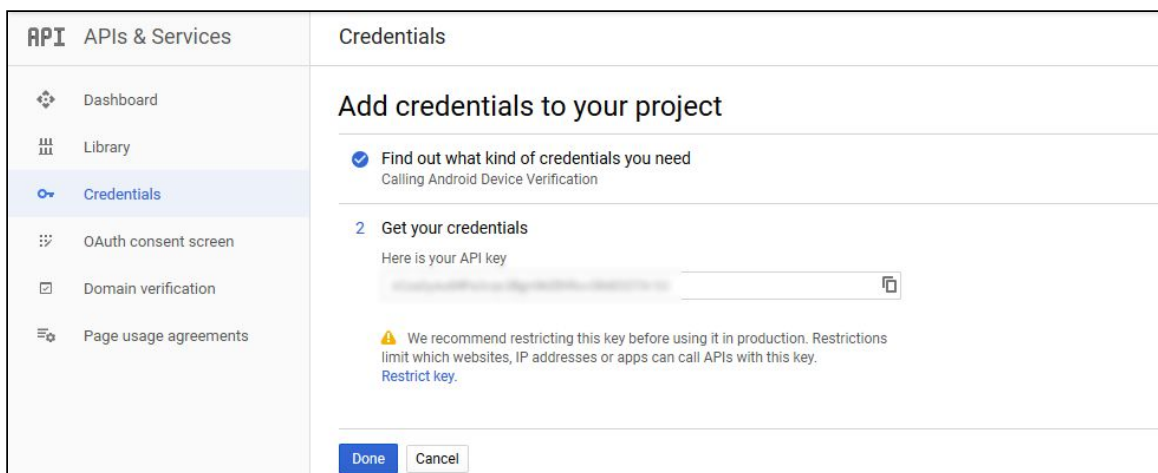 API APIs & Services
Credentials
Dashboard
Library
Credentials
OAuth consent screen
Domain verification
Page usage agreements
Add credentials to your project
Find out what kind of credentials you need
Calling Android Device Verification
2 Get your credentials
Here is your API key
We recommend restricting this key before using it in production. Restrictions
limit which websites, IP addresses or apps can call APIs with this key.
Restrict key.
Done Cancel